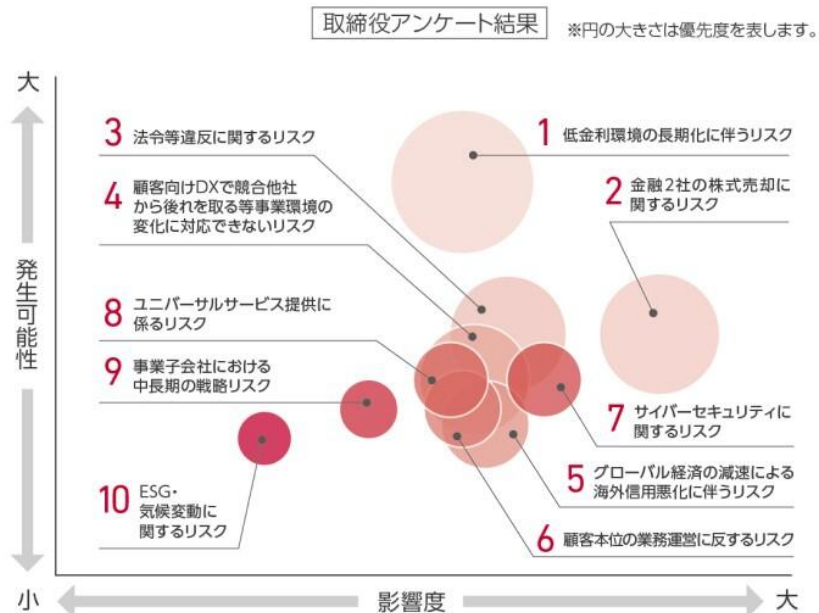 取締役アンケート結果
※円の大きさは優先度を表します。
大
発生可能性
小
影響度
大
1 低金利環境の長期化に伴うリスク
2 金融2社の株式売却に
関するリスク
3 法令等違反に関するリスク
4 顧客向けDXで競合他社
から後れを取る等事業環境の
変化に対応できないリスク
8 ユニバーサルサービス提供に
係るリスク
9 事業子会社における
中長期の戦略リスク
7 サイバーセキュリティに
関するリスク
5 グローバル経済の減速による
海外信用悪化に伴うリスク
10 ESG・
気候変動に
関するリスク
6 顧客本位の業務運営に反するリスク